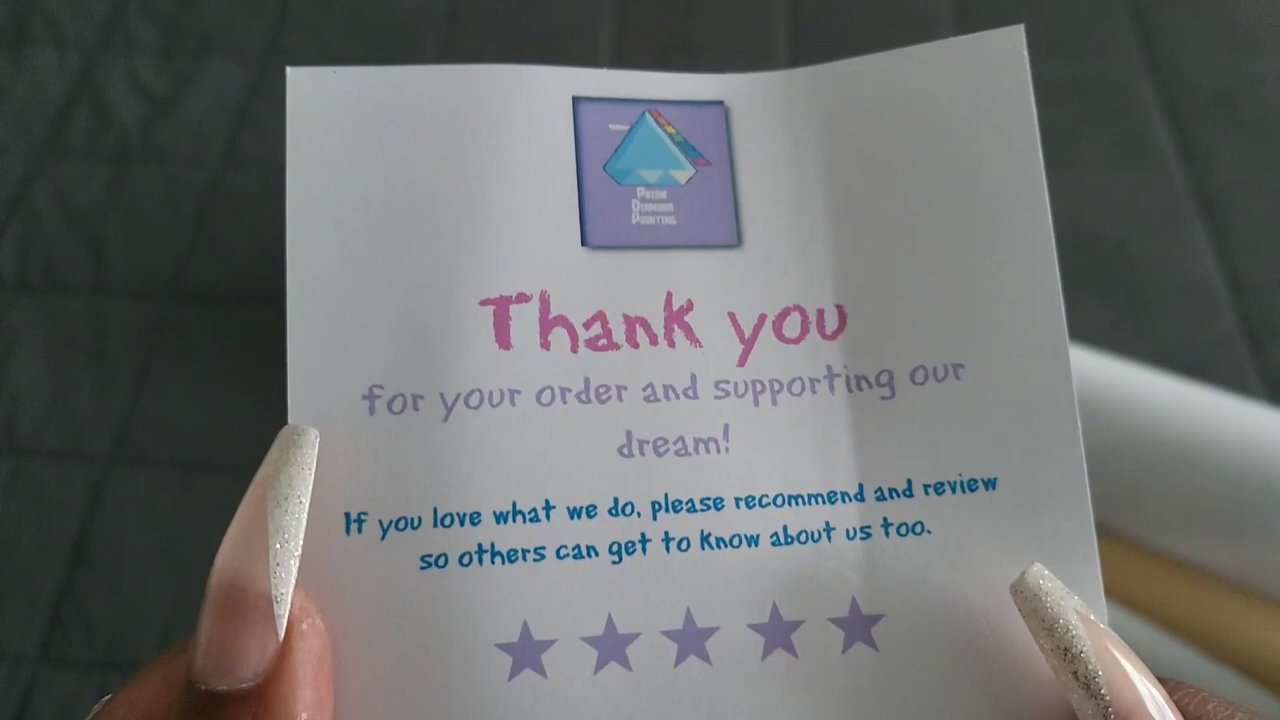 Prism
Diamond
Painting
Thank you
for your order and supporting our
dream!
If you love what we do, please recommend and review
so others can get to know about us too.